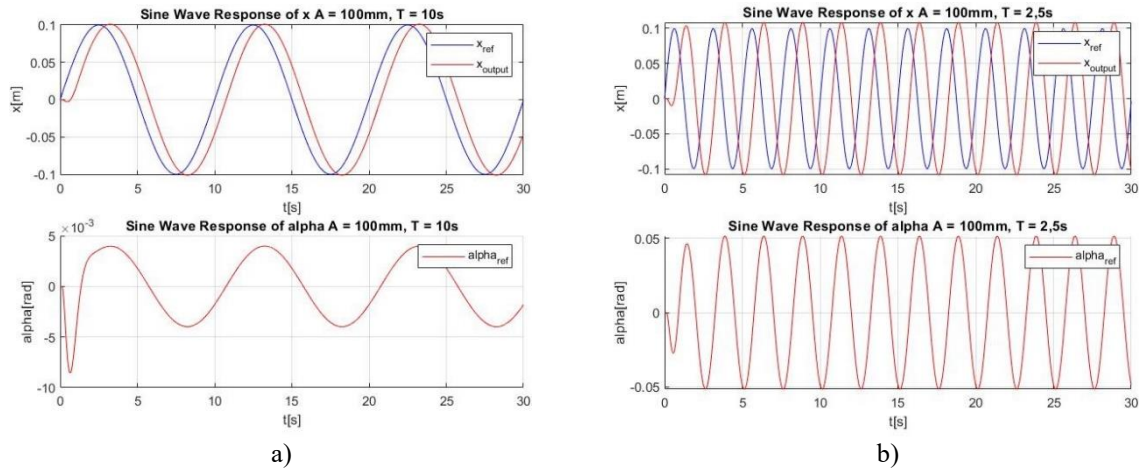 Sine Wave Response of x A = 100mm, T = 10s
0.1
0.05
0
-0.05
-0.1
x[m]
x_ref
x_output
0 5 10 15 20 25 30
t[s]
×10^-3
Sine Wave Response of alpha A = 100mm, T = 10s
5
0
-5
-10
alpha[rad]
alpha_ref
0 5 10 15 20 25 30
t[s]
a)
Sine Wave Response of x A = 100mm, T = 2,5s
0.1
0.05
0
-0.05
-0.1
x[m]
x_ref
x_output
0 5 10 15 20 25 30
t[s]
Sine Wave Response of alpha A = 100mm, T = 2,5s
0.05
0
-0.05
alpha[rad]
alpha_ref
0 5 10 15 20 25 30
t[s]
b)